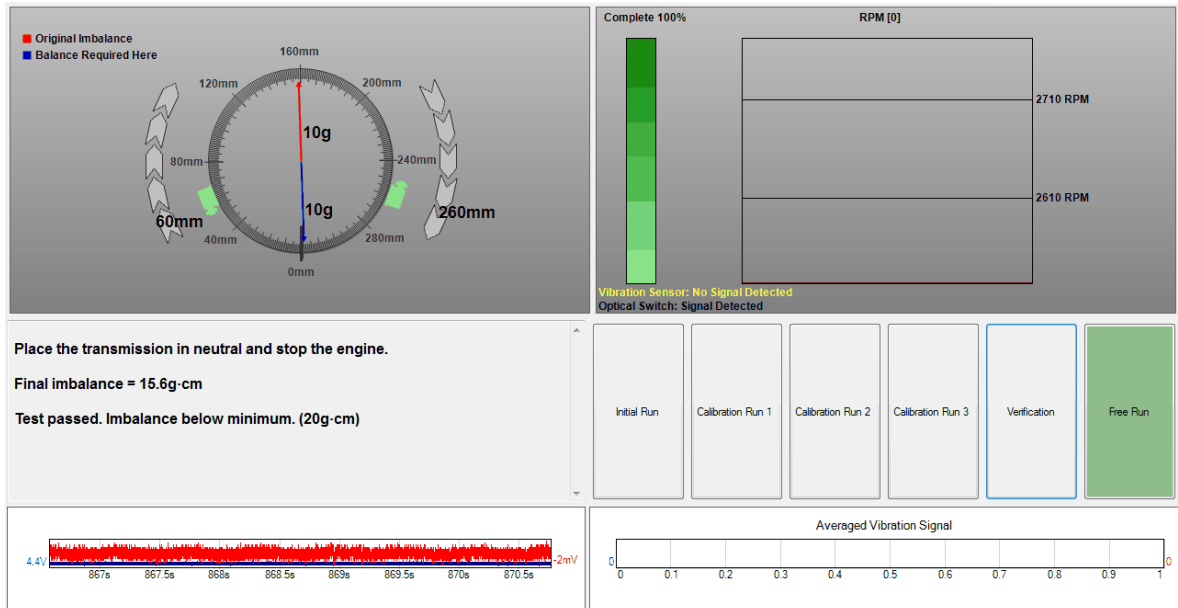 Original Imbalance
Balance Required Here
160mm
120mm
200mm
10g
80mm
240mm
10g
60mm
260mm
40mm
280mm
0mm
Complete 100%
RPM [0]
2710 RPM
2610 RPM
Vibration Sensor: No Signal Detected
Optical Switch: Signal Detected
Place the transmission in neutral and stop the engine.
Final imbalance = 15.6g·cm
Test passed. Imbalance below minimum. (20g·cm)
Initial Run
Calibration Run 1
Calibration Run 2
Calibration Run 3
Verification
Free Run
4.4V
-2mV
867s 867.5s 868s 868.5s 869s 869.5s 870s 870.5s
Averaged Vibration Signal
0
0
0 0.1 0.2 0.3 0.4 0.5 0.6 0.7 0.8 0.9 1